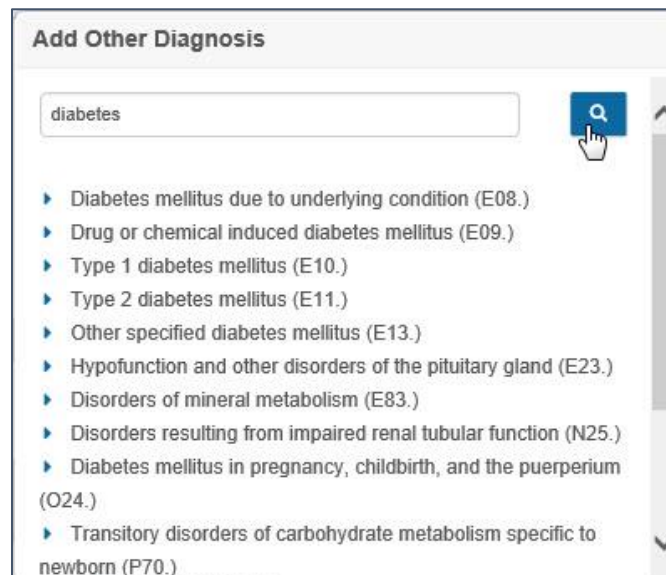 Add Other Diagnosis
diabetes
Diabetes mellitus due to underlying condition (E08.)
Drug or chemical induced diabetes mellitus (E09.)
Type 1 diabetes mellitus (E10.)
Type 2 diabetes mellitus (E11.)
Other specified diabetes mellitus (E13.)
Hypofunction and other disorders of the pituitary gland (E23.)
Disorders of mineral metabolism (E83.)
Disorders resulting from impaired renal tubular function (N25.)
Diabetes mellitus in pregnancy, childbirth, and the puerperium
(O24.)
Transitory disorders of carbohydrate metabolism specific to
newborn (P70.)